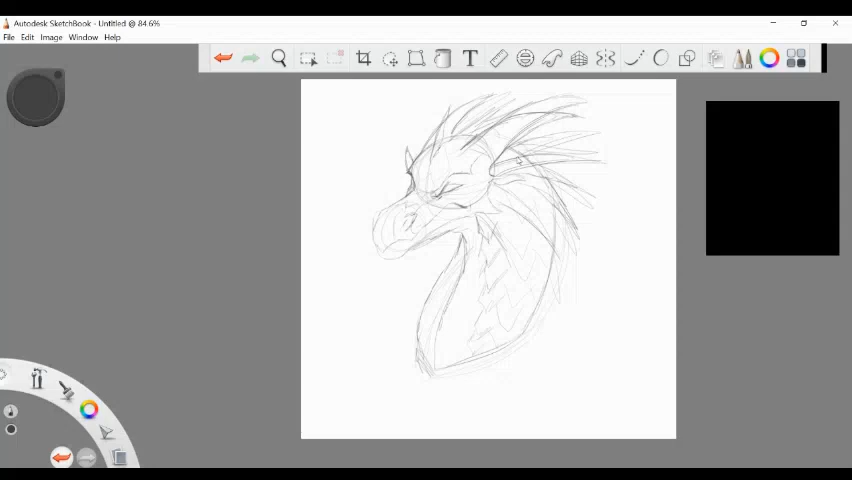 Autodesk SketchBook - Untitled @ 84.6%
File Edit Image Window Help
T